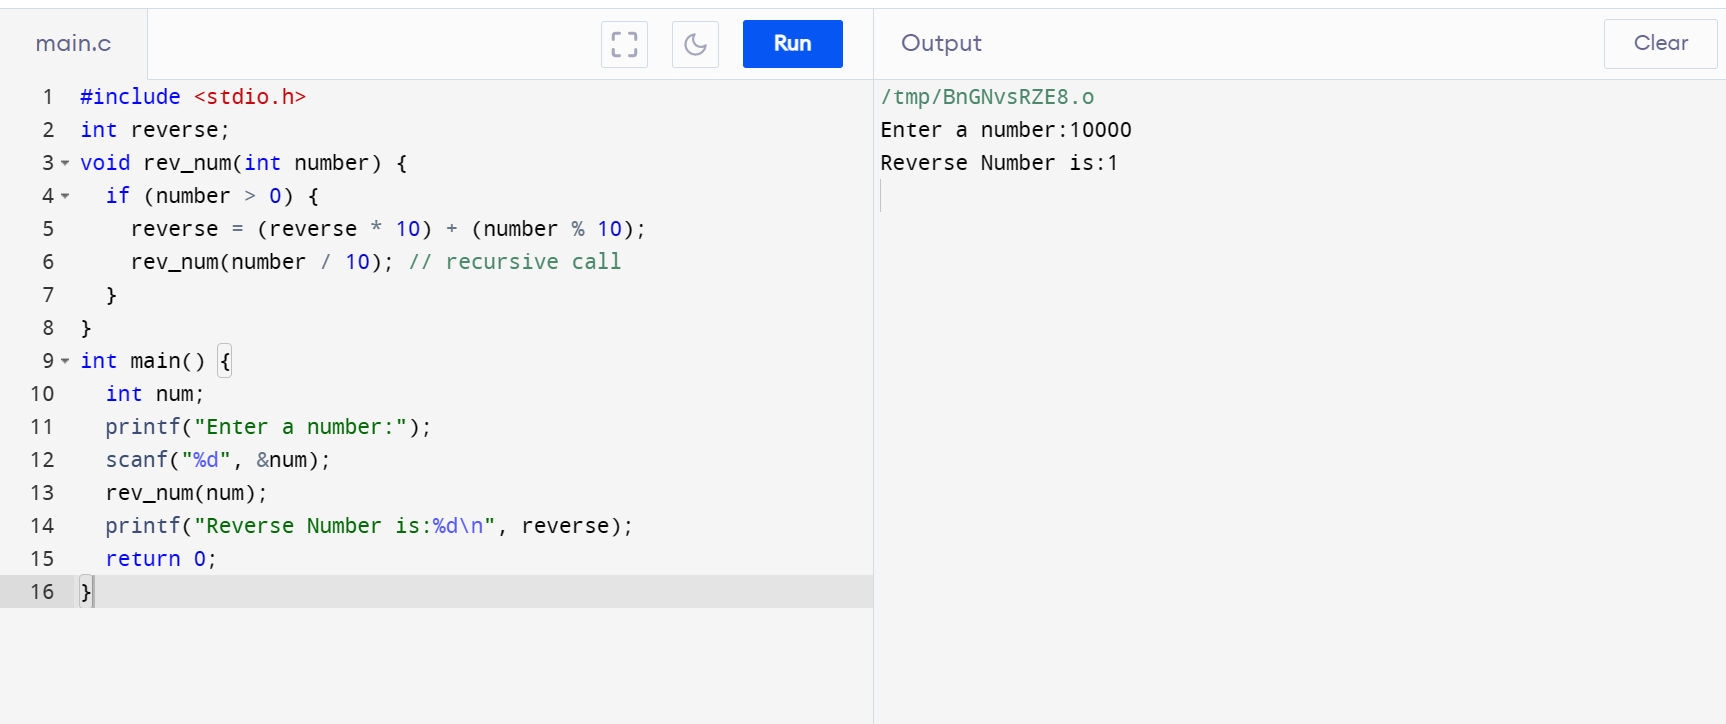 main.c
Run
Output
Clear
1 #include <stdio.h>
2 int reverse;
3 void rev_num(int number) {
4   if (number > 0) {
5     reverse = (reverse * 10) + (number % 10);
6     rev_num(number / 10); // recursive call
7   }
8 }
9 int main() {
10   int num;
11   printf("Enter a number:");
12   scanf("%d", &num);
13   rev_num(num);
14   printf("Reverse Number is:%d\n", reverse);
15   return 0;
16 }
/tmp/BnGNvsRZE8.o
Enter a number:10000
Reverse Number is:1